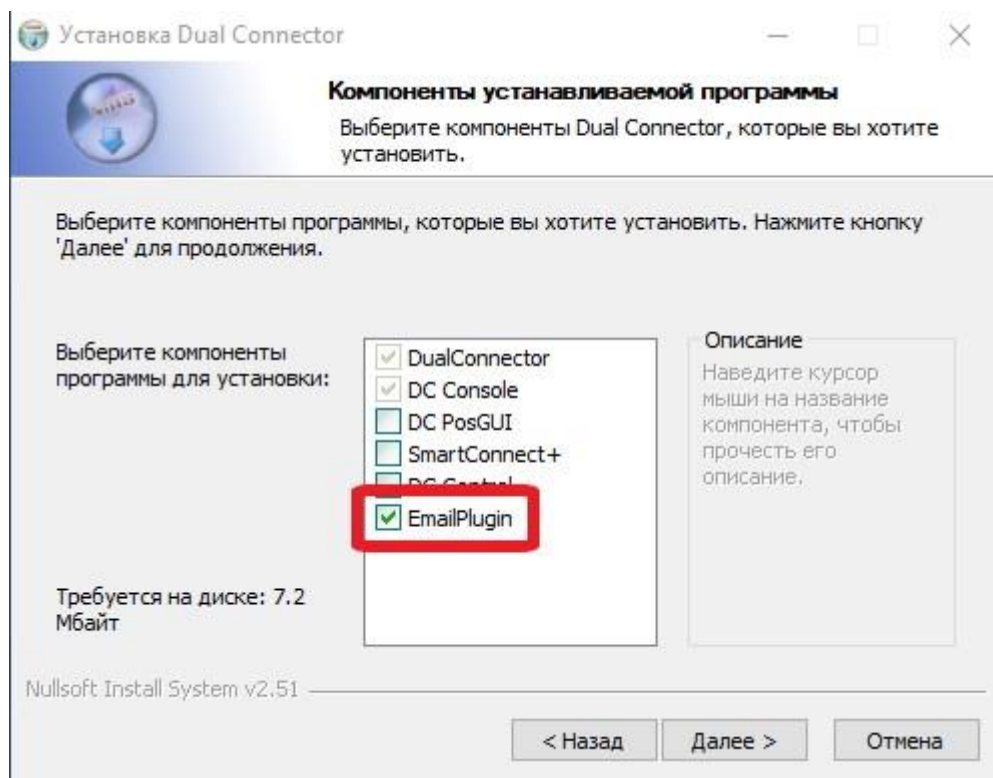 Установка Dual Connector
Компоненты устанавливаемой программы
Выберите компоненты Dual Connector, которые вы хотите
установить.
Выберите компоненты программы, которые вы хотите установить. Нажмите кнопку
'Далее' для продолжения.
Выберите компоненты
программы для установки:
DualConnector
DC Console
DC PosGUI
SmartConnect+
DC Control
EmailPlugin
Описание
Наведите курсор
мыши на название
компонента, чтобы
прочесть его
описание.
Требуется на диске: 7.2
Мбайт
Nullsoft Install System v2.51
< Назад
Далее >
Отмена